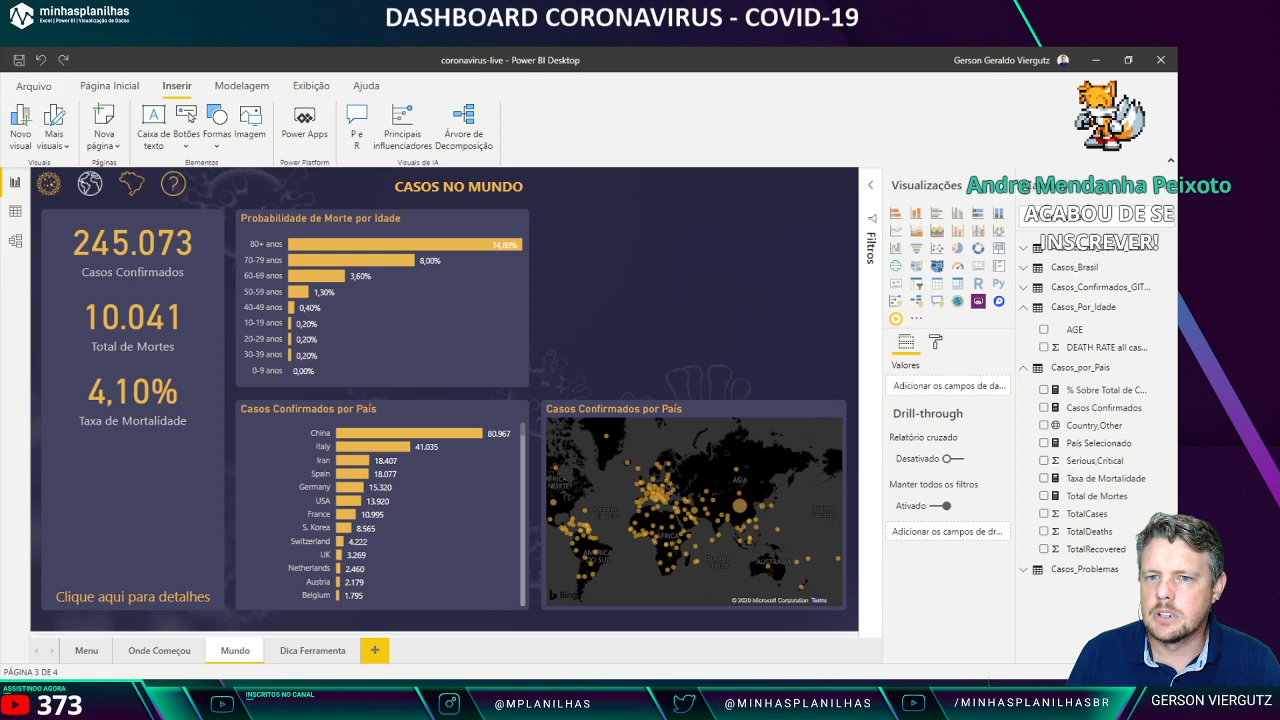 minhasplanilhas
Excel | Power BI | Visualização de Dados
DASHBOARD CORONAVIRUS - COVID-19
coronavirus-live - Power BI Desktop
Gerson Geraldo Viergutz
Arquivo
Página Inicial
Inserir
Modelagem
Exibição
Ajuda
Novo visual
Mais visuais
Nova página
Caixa de texto
Botões
Formas
Imagem
Power Apps
P e R
Principais influenciadores
Árvore de Decomposição
Visuais
Páginas
Elementos
Power Platform
Visuais de IA
CASOS NO MUNDO
245.073
Casos Confirmados
10.041
Total de Mortes
4,10%
Taxa de Mortalidade
Clique aqui para detalhes
Probabilidade de Morte por Idade
80+ anos 14,80%
70-79 anos 8,00%
60-69 anos 3,60%
50-59 anos 1,30%
40-49 anos 0,40%
10-19 anos 0,20%
20-29 anos 0,20%
30-39 anos 0,20%
0-9 anos 0,00%
Casos Confirmados por País
China 80.967
Italy 41.035
Iran 18.407
Spain 18.077
Germany 15.320
USA 13.920
France 10.995
S. Korea 8.565
Switzerland 4.222
UK 3.269
Netherlands 2.460
Austria 2.179
Belgium 1.795
Casos Confirmados por País
ÁSIA
ÁFRICA
AMÉRICA DO SUL
AUSTRÁLIA
Bing
© 2020 Microsoft Corporation Terms
Filtros
Visualizações
Andre Mendanha Peixoto
ACABOU DE SE
INSCREVER!
Valores
Adicionar os campos de da...
Drill-through
Relatório cruzado
Desativado
Manter todos os filtros
Ativado
Adicionar os campos de dr...
Casos_Brasil
Casos_Confirmados_GIT...
Casos_Por_Idade
AGE
DEATH RATE all cas...
Casos_por_Pais
% Sobre Total de C...
Casos Confirmados
Country,Other
País Selecionado
Serious,Critical
Taxa de Mortalidade
Total de Mortes
TotalCases
TotalDeaths
TotalRecovered
Casos_Problemas
Menu
Onde Começou
Mundo
Dica Ferramenta
+
PÁGINA 3 DE 4
ASSISTINDO AGORA
373
INSCRITOS NO CANAL
@MPLANILHAS
@MINHASPLANILHAS
/MINHASPLANILHASBR
GERSON VIERGUTZ